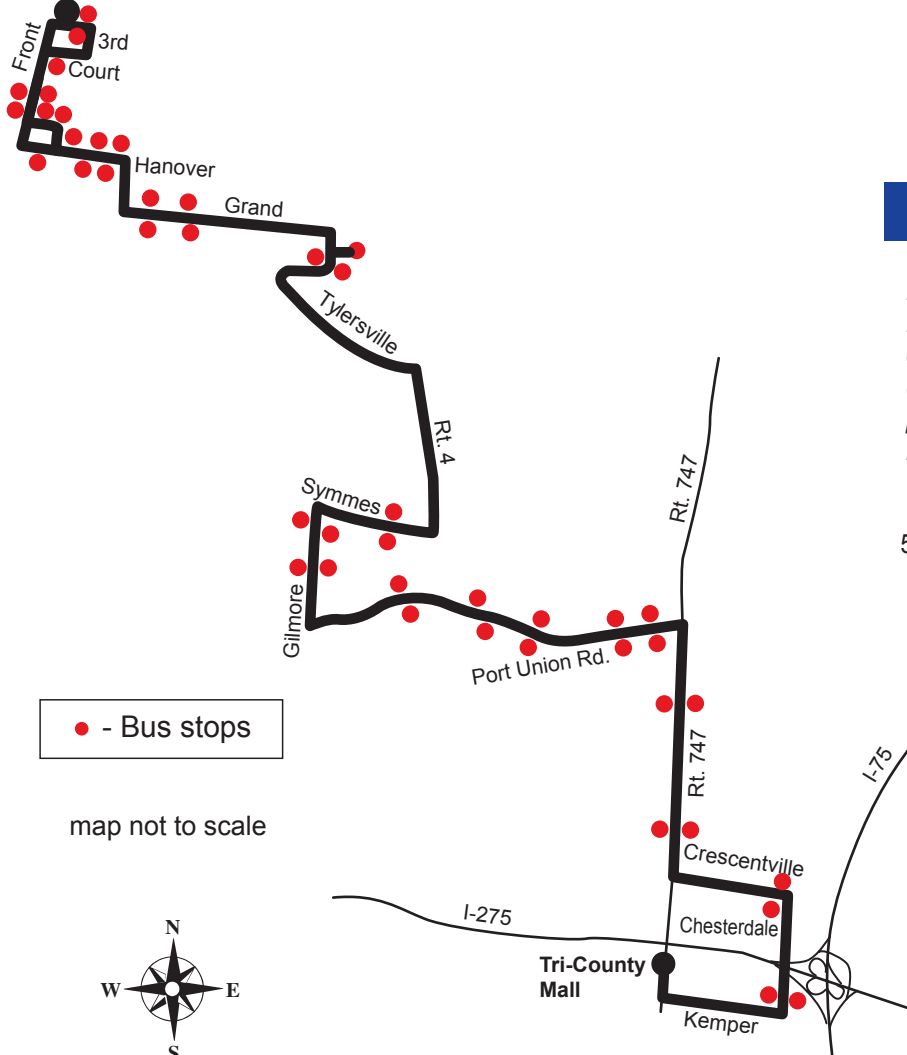 3rd
Front
Court
Hanover
Grand
Tylersville
Rt. 4
Rt. 747
Symmes
Gilmore
Port Union Rd.
- Bus stops
Rt. 747
I-75
map not to scale
Crescentville
I-275
Chesterdale
Tri-County
Mall
Kemper
N
W
E
S
5